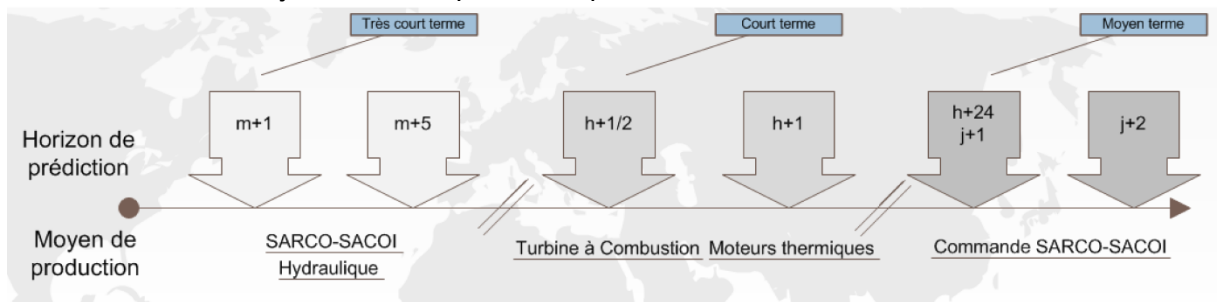 Très court terme
Court terme
Moyen terme
Horizon de
prédiction
m+1
m+5
h+1/2
h+1
h+24
j+1
j+2
Moyen de
production
SARCO-SACOI
Hydraulique
Turbine à Combustion
Moteurs thermiques
Commande SARCO-SACOI